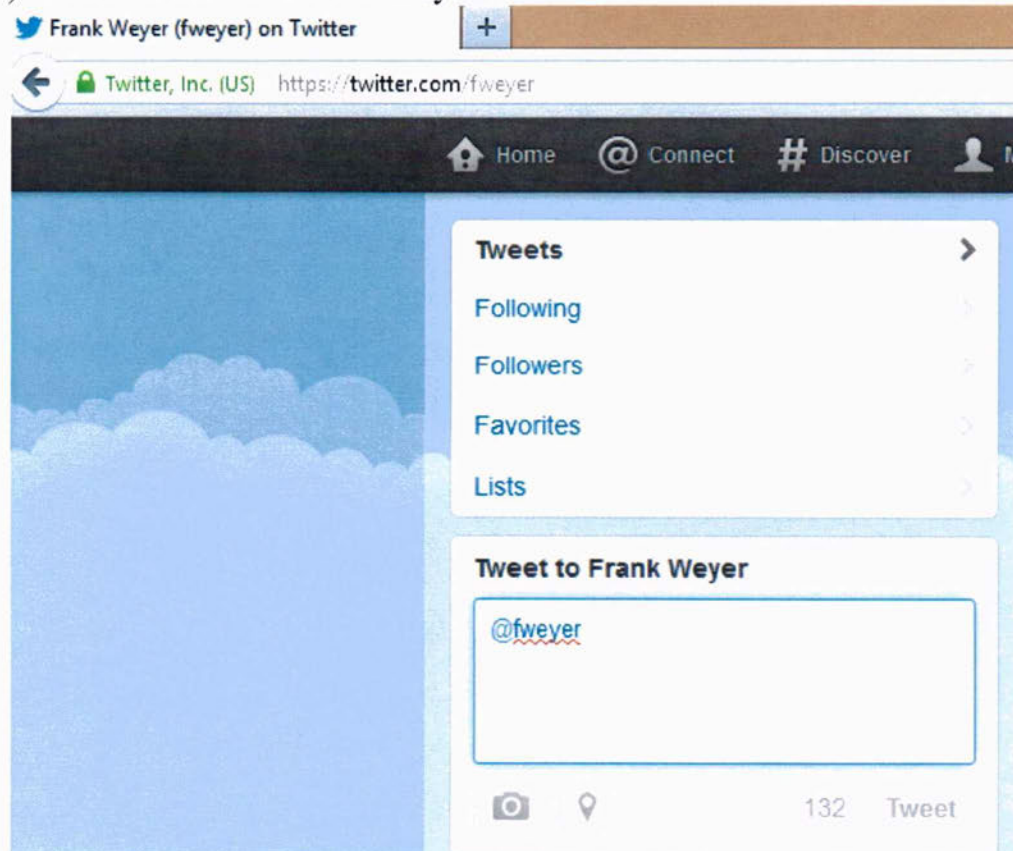 Frank Weyer (fweyer) on Twitter +
Twitter, Inc. (US) https://twitter.com/fweyer
Home @ Connect # Discover
Tweets
Following
Followers
Favorites
Lists
Tweet to Frank Weyer
@fweyer
132 Tweet